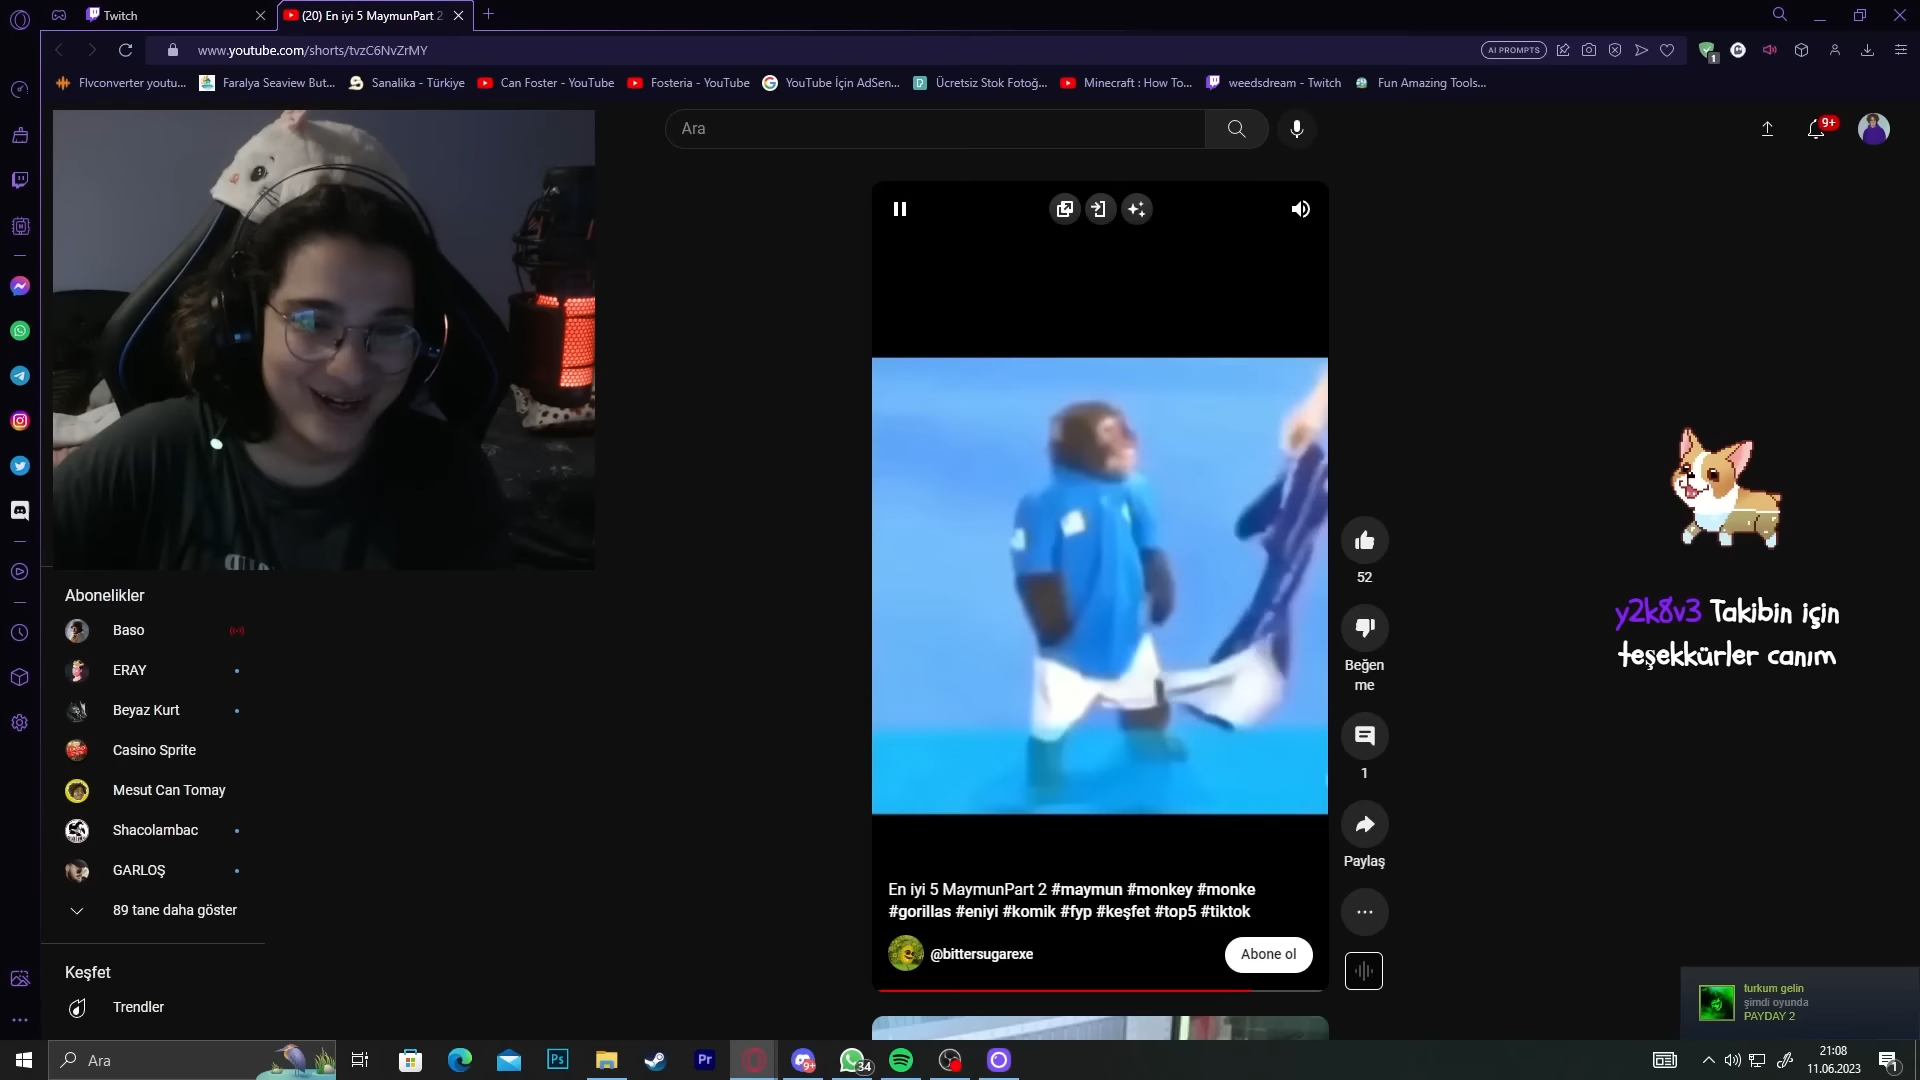 Twitch
(20) En iyi 5 MaymunPart 2
www.youtube.com/shorts/tvzC6NvZrMY
AI PROMPTS
1
Flvconverter youtu...
Faralya Seaview But...
Sanalika - Türkiye
Can Foster - YouTube
Fosteria - YouTube
YouTube İçin AdSen...
Ücretsiz Stok Fotoğ...
Minecraft : How To...
weedsdream - Twitch
Fun Amazing Tools...
Ara
9+
Abonelikler
Baso
ERAY
Beyaz Kurt
Casino Sprite
Mesut Can Tomay
Shacolambac
GARLOŞ
89 tane daha göster
Keşfet
Trendler
52
Beğen
me
1
Paylaş
En iyi 5 MaymunPart 2 #maymun #monkey #monke
#gorillas #eniyi #komik #fyp #keşfet #top5 #tiktok
@bittersugarexe
Abone ol
y2k8v3 Takibin için
teşekkürler canım
turkum gelin
şimdi oyunda
PAYDAY 2
Ara
Ps
Pr
9+
34
21:08
11.06.2023
1